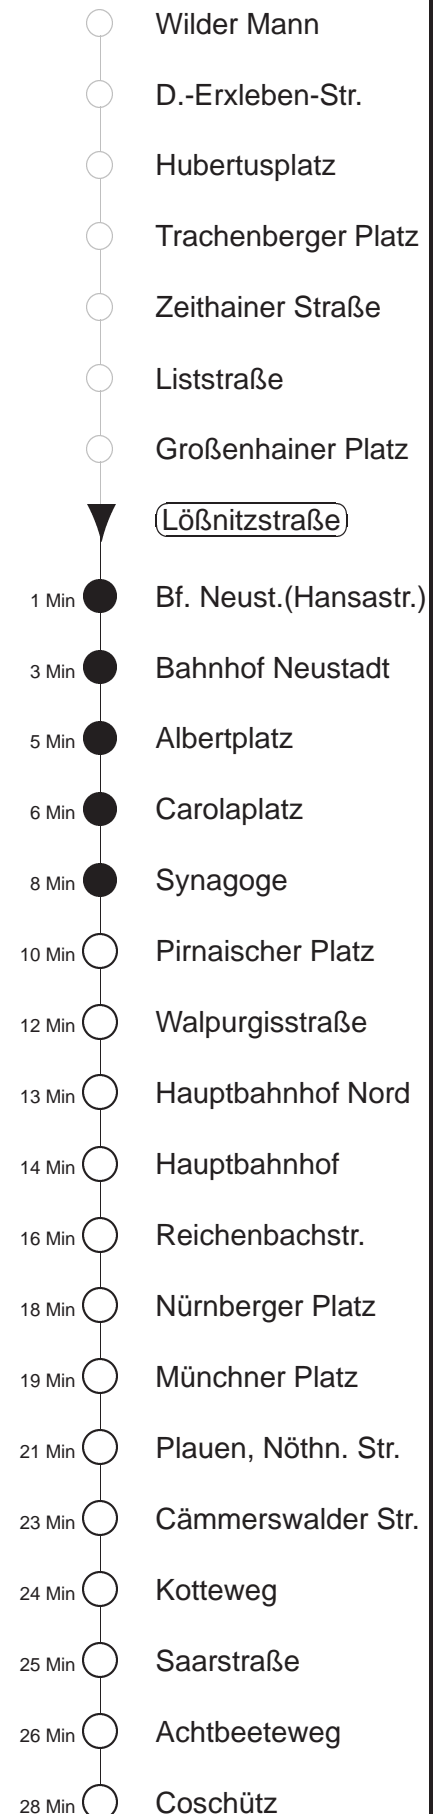 Wilder Mann
D.-Erxleben-Str.
Hubertusplatz
Trachenberger Platz
Zeithainer Straße
Liststraße
Großenhainer Platz
Lößnitzstraße
1 Min Bf. Neust.(Hansastr.)
3 Min Bahnhof Neustadt
5 Min Albertplatz
6 Min Carolaplatz
8 Min Synagoge
10 Min Pirnaischer Platz
12 Min Walpurgisstraße
13 Min Hauptbahnhof Nord
14 Min Hauptbahnhof
16 Min Reichenbachstr.
18 Min Nürnberger Platz
19 Min Münchner Platz
21 Min Plauen, Nöthn. Str.
23 Min Cämmerswalder Str.
24 Min Kotteweg
25 Min Saarstraße
26 Min Achtbeeteweg
28 Min Coschütz